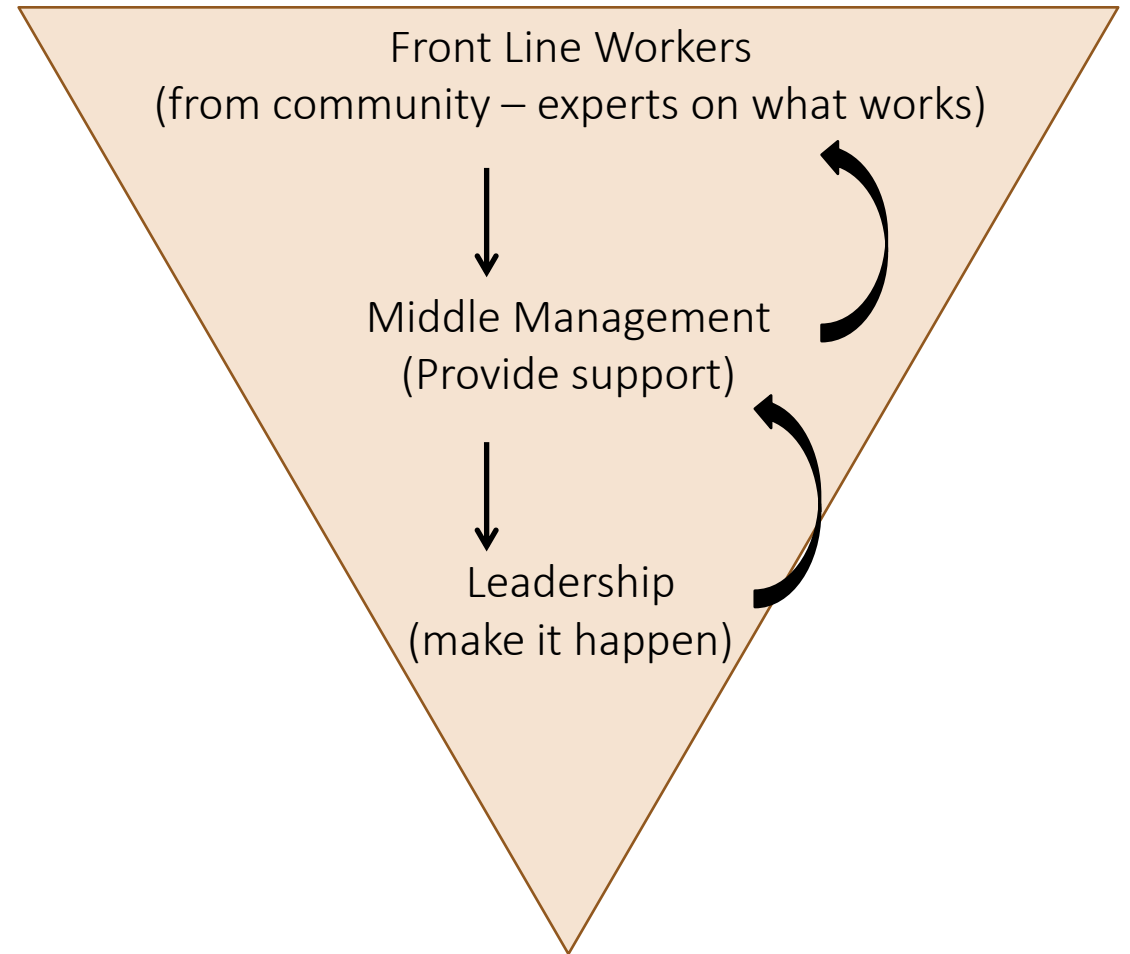 Front Line Workers
(from community – experts on what works)
Middle Management
(Provide support)
Leadership
(make it happen)